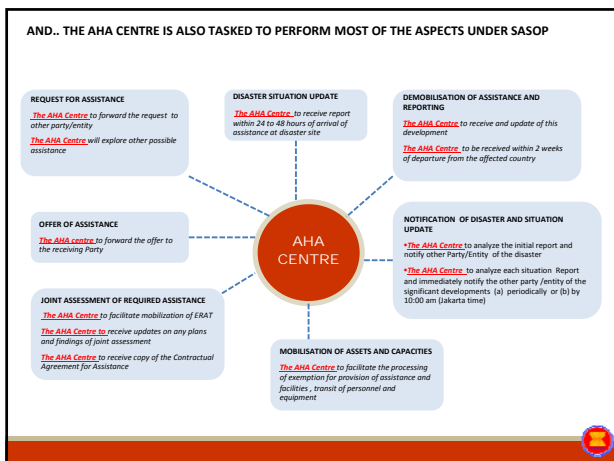 AND.. THE AHA CENTRE IS ALSO TASKED TO PERFORM MOST OF THE ASPECTS UNDER SASOP
REQUEST FOR ASSISTANCE
The AHA Centre to forward the request to
other party/entity
The AHA Centre will explore other possible
assistance
DISASTER SITUATION UPDATE
The AHA Centre to receive report
within 24 to 48 hours of arrival of
assistance at disaster site
DEMOBILISATION OF ASSISTANCE AND
REPORTING
The AHA Centre to receive and update of this
development
The AHA Centre to be received within 2 weeks
of departure from the affected country
OFFER OF ASSISTANCE
The AHA centre to forward the offer to
the receiving Party
AHA
CENTRE
NOTIFICATION OF DISASTER AND SITUATION
UPDATE
•The AHA Centre to analyze the initial report and
notify other Party/Entity of the disaster
•The AHA Centre to analyze each situation Report
and immediately notify the other party /entity of the
significant developments (a) periodically or (b) by
10:00 am (Jakarta time)
JOINT ASSESSMENT OF REQUIRED ASSISTANCE
The AHA Centre to facilitate mobilization of ERAT
The AHA Centre to receive updates on any plans
and findings of joint assessment
The AHA Centre to receive copy of the Contractual
Agreement for Assistance
MOBILISATION OF ASSETS AND CAPACITIES
The AHA Centre to facilitate the processing
of exemption for provision of assistance and
facilities , transit of personnel and
equipment